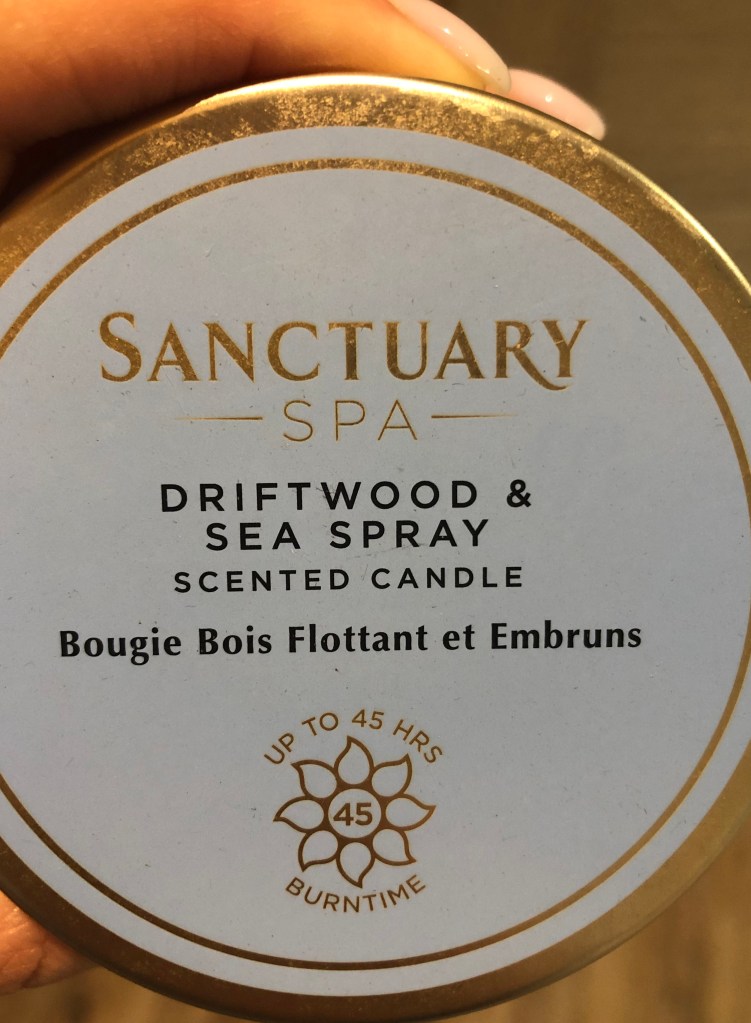 SANCTUARY
SPA
DRIFTWOOD &
SEA SPRAY
SCENTED CANDLE
Bougie Bois Flottant et Embruns
UP TO 45 HRS
45
BURNTIME